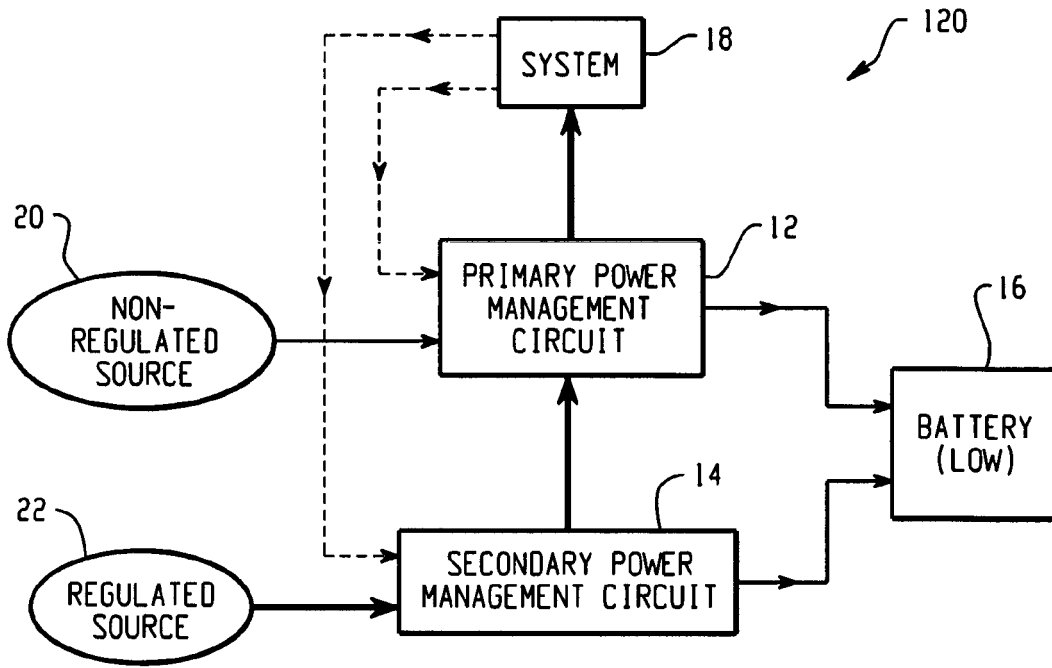 18
120
SYSTEM
20
12
NON-
REGULATED
SOURCE
PRIMARY POWER
MANAGEMENT
CIRCUIT
16
BATTERY
(LOW)
22
14
REGULATED
SOURCE
SECONDARY POWER
MANAGEMENT CIRCUIT